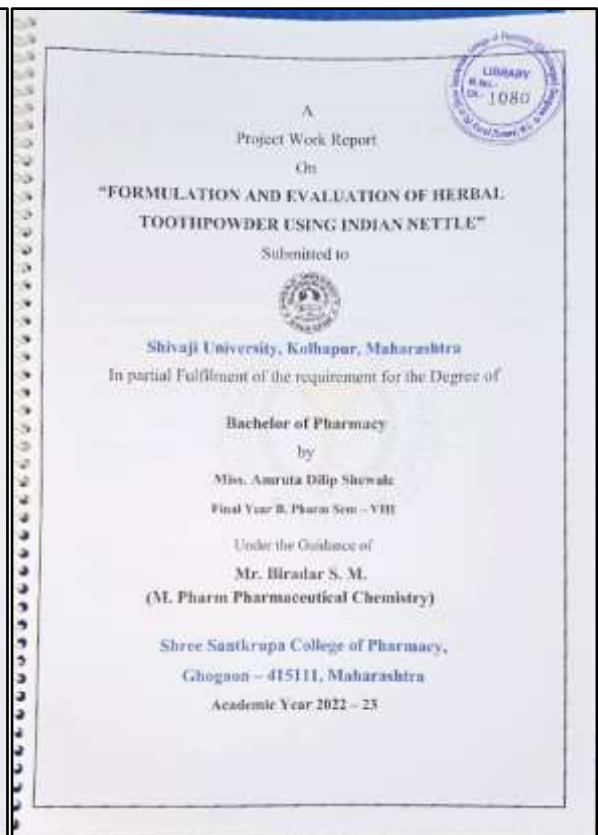 LIBRARY
1080
A
Project Work Report
On
"FORMULATION AND EVALUATION OF HERBAL
TOOTHPOWDER USING INDIAN NETTLE"
Submitted to
Shivaji University, Kolhapur, Maharashtra
In partial Fulfilment of the requirement for the Degree of
Bachelor of Pharmacy
by
Miss. Amruta Dilip Shewale
Final Year B. Pharm Sem – VIII
Under the Guidance of
Mr. Biradar S. M.
(M. Pharm Pharmaceutical Chemistry)
Shree Santkrupa College of Pharmacy,
Ghogaon – 415111, Maharashtra
Academic Year 2022 – 23